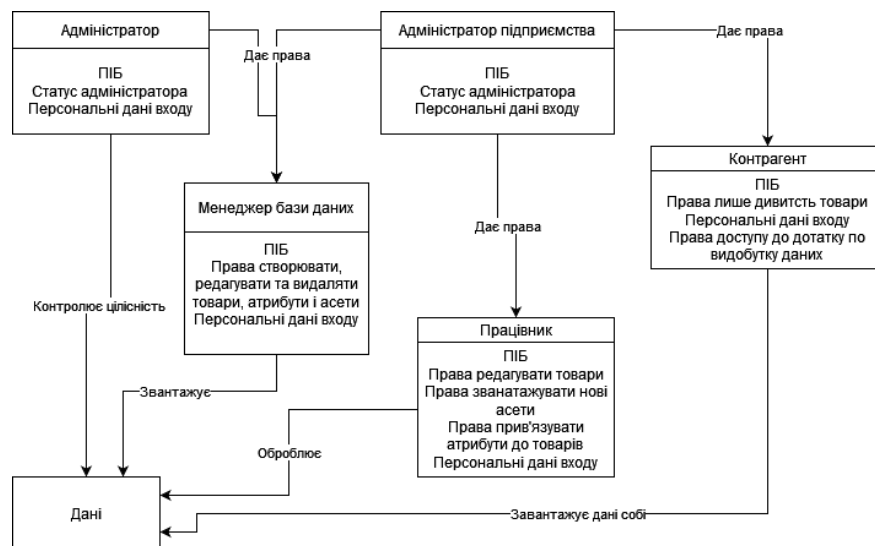 Адміністратор
ПІБ
Статус адміністратора
Персональні дані входу
Дає права
Адміністратор підприємства
ПІБ
Статус адміністратора
Персональні дані входу
Дає права
Контрагент
ПІБ
Права лише дивитсть товари
Персональні дані входу
Права доступу до дотатку по
видобутку даних
Менеджер бази даних
ПІБ
Права створювати,
редагувати та видаляти
товари, атрибути і асети
Персональні дані входу
Дає права
Контролює цілісність
Працівник
ПІБ
Права редагувати товари
Права званатажувати нові
асети
Права прив'язувати
атрибути до товарів
Персональні дані входу
Звантажує
Оброблює
Дані
Завантажує дані собі